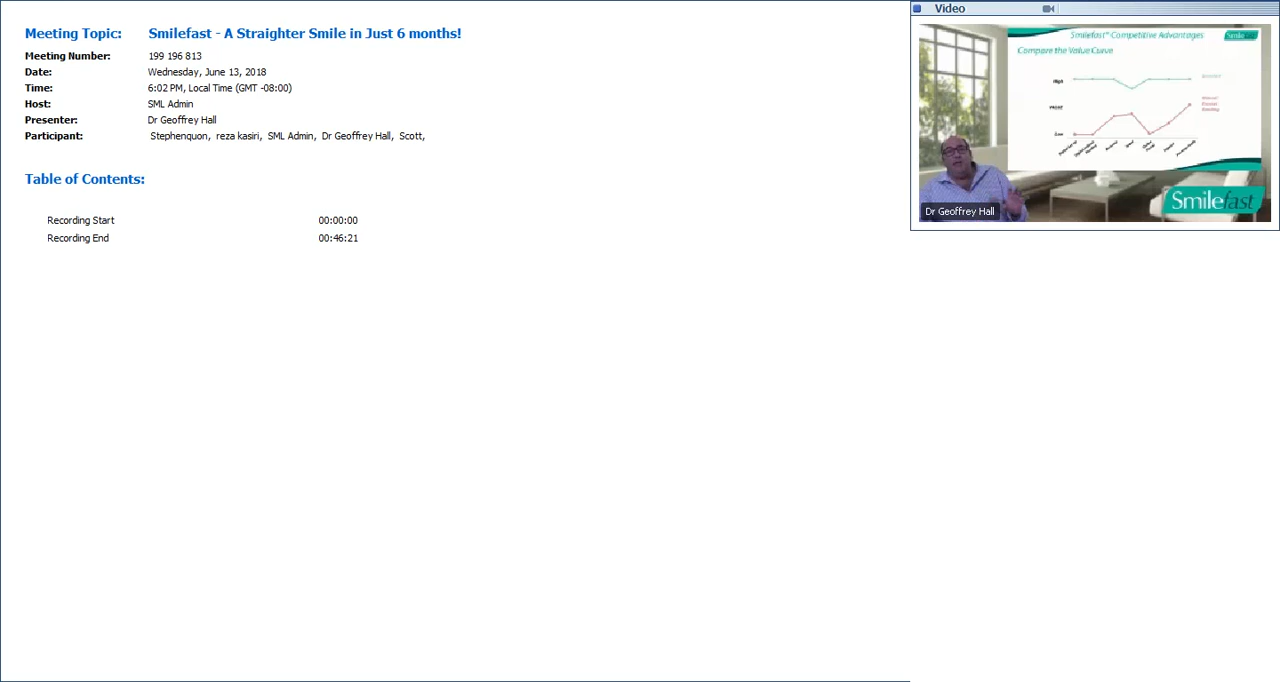 Meeting Topic: Smilefast - A Straighter Smile in Just 6 months!
Meeting Number: 199 196 813
Date: Wednesday, June 13, 2018
Time: 6:02 PM, Local Time (GMT -08:00)
Host: SML Admin
Presenter: Dr Geoffrey Hall
Participant: Stephenquon, reza kasiri, SML Admin, Dr Geoffrey Hall, Scott,
Table of Contents:
Recording Start 00:00:00
Recording End 00:46:21
Video
Smilefast® Competitive Advantages
Smilefast
Compare the Value Curve
High
Low
Speed
Dr Geoffrey Hall
Smilefast